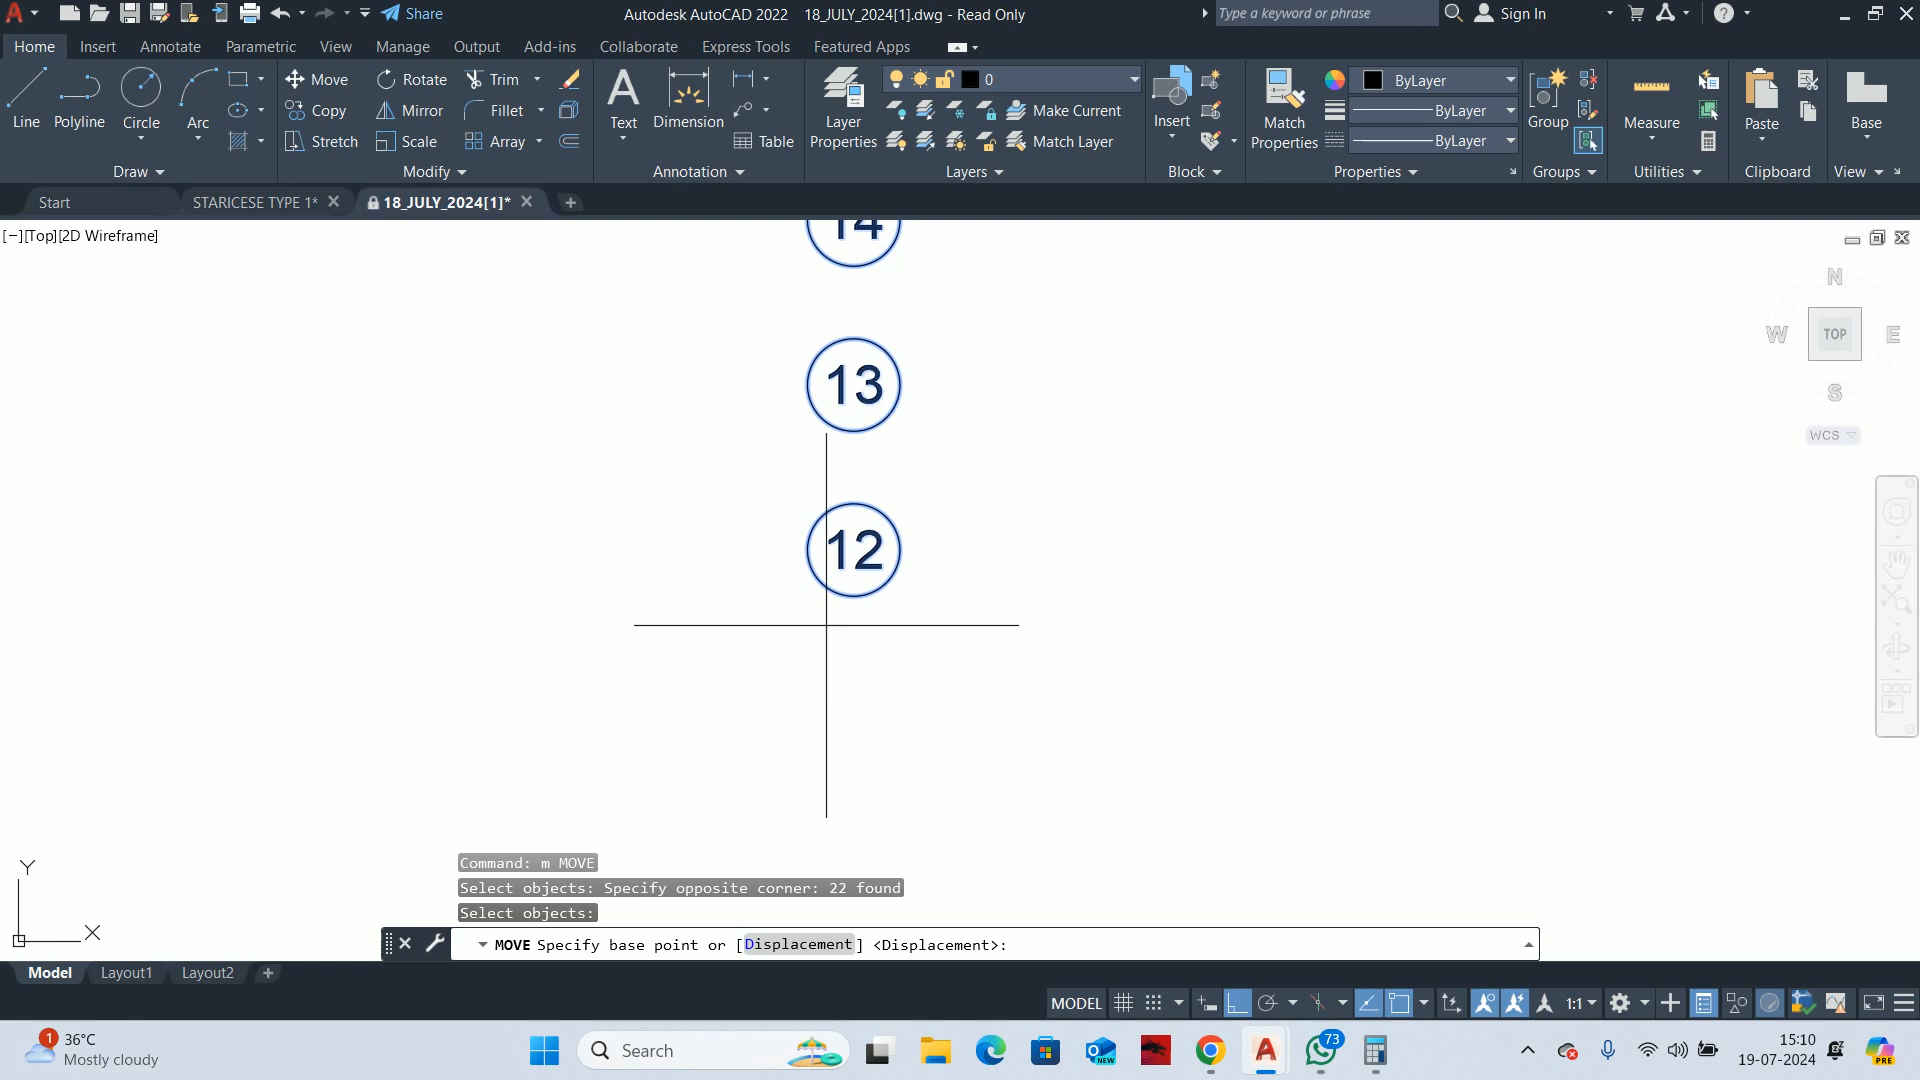 Share
Autodesk AutoCAD 2022 18_JULY_2024[1].dwg - Read Only
Type a keyword or phrase
Sign In
Home Insert Annotate Parametric View Manage Output Add-ins Collaborate Express Tools Featured Apps
Line Polyline Circle Arc
Move Rotate Trim
Copy Mirror Fillet
Stretch Scale Array
Text Dimension Table
Layer Properties
0
Make Current
Match Layer
Insert
Match Properties
ByLayer
ByLayer
ByLayer
Group Measure Paste Base
Draw Modify Annotation Layers Block Properties Groups Utilities Clipboard View
Start STARICESE TYPE 1* 18_JULY_2024[1]*
[−][Top][2D Wireframe]
14
N
W TOP E
S
WCS
13
12
Y
X
Command: m MOVE
Select objects: Specify opposite corner: 22 found
Select objects:
MOVE Specify base point or [Displacement] <Displacement>:
Model Layout1 Layout2
MODEL 1:1
1
36°C
Mostly cloudy
Search
NEW
73
15:10
19-07-2024
PRE